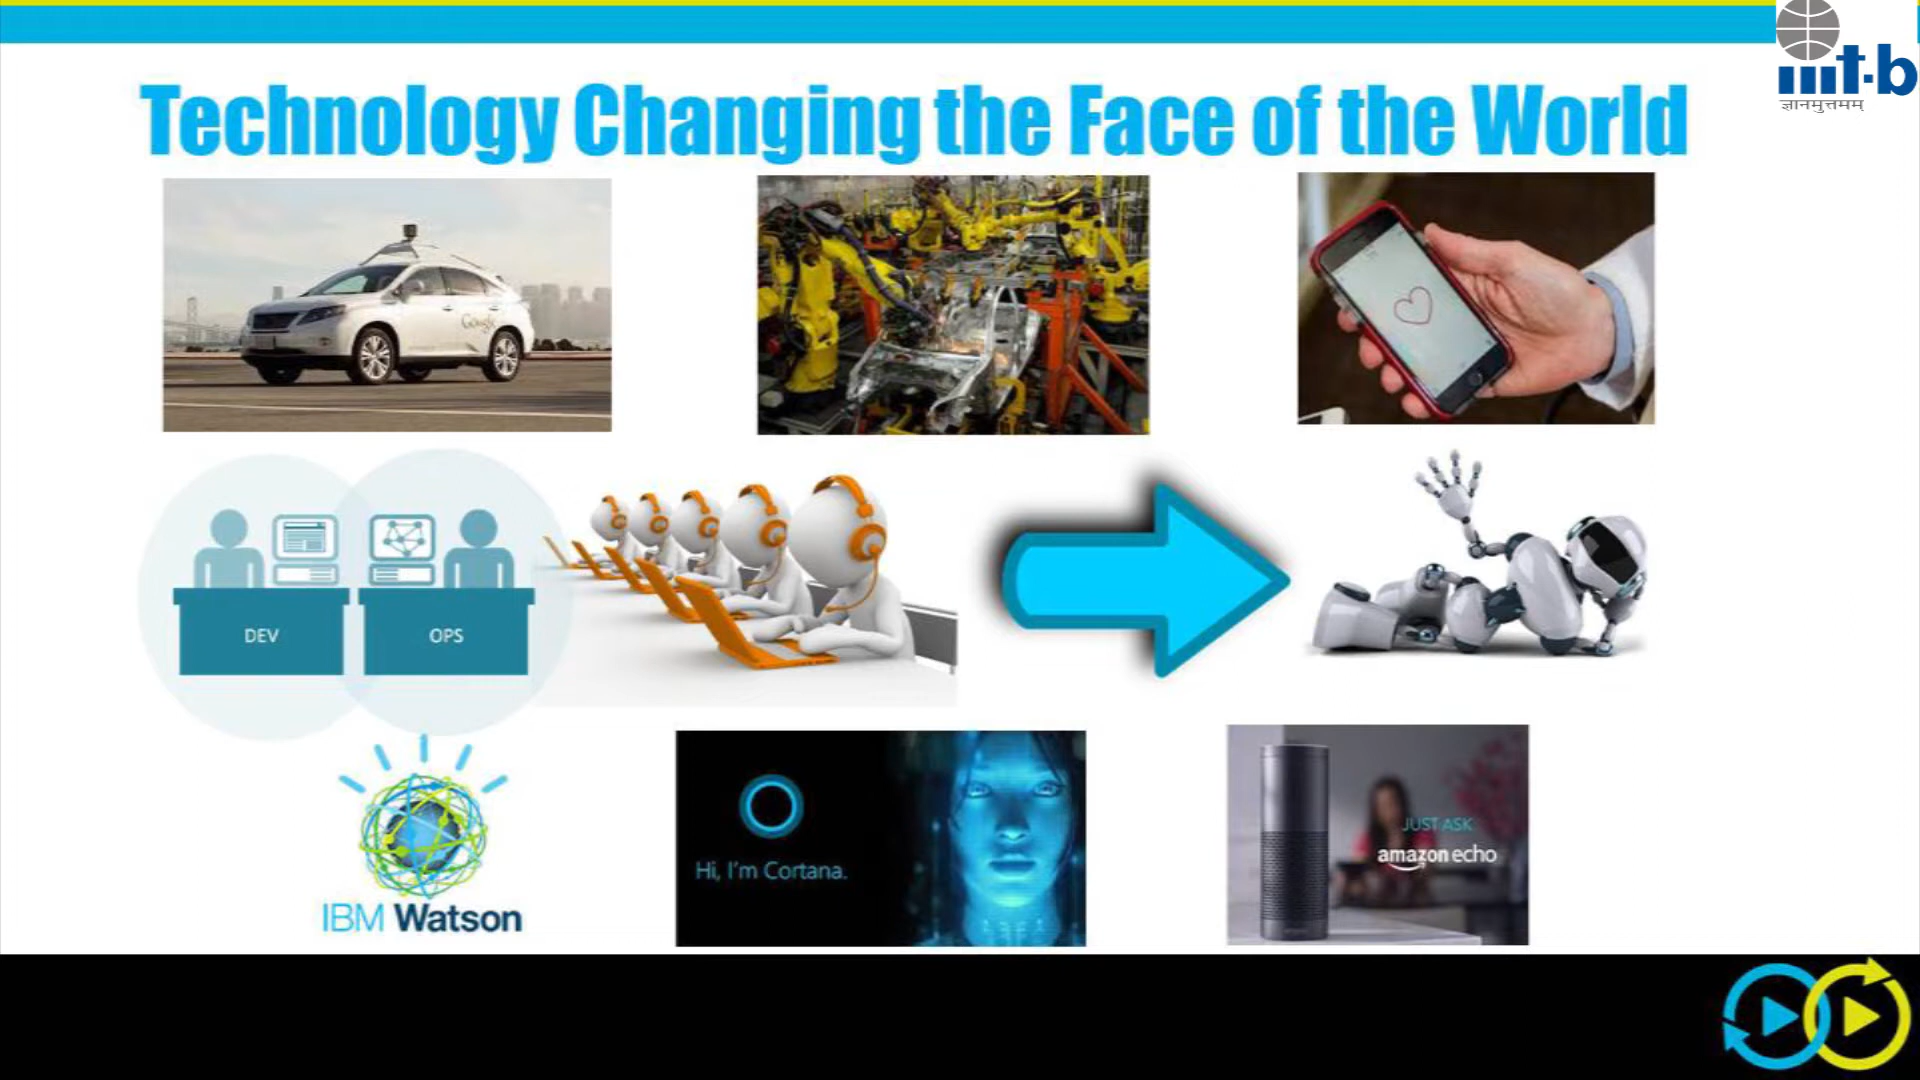 iiit-b
ज्ञानमुत्तमम्
Technology Changing the Face of the World
Google
DEV
OPS
IBM Watson
Hi, I'm Cortana.
JUST ASK
amazon echo